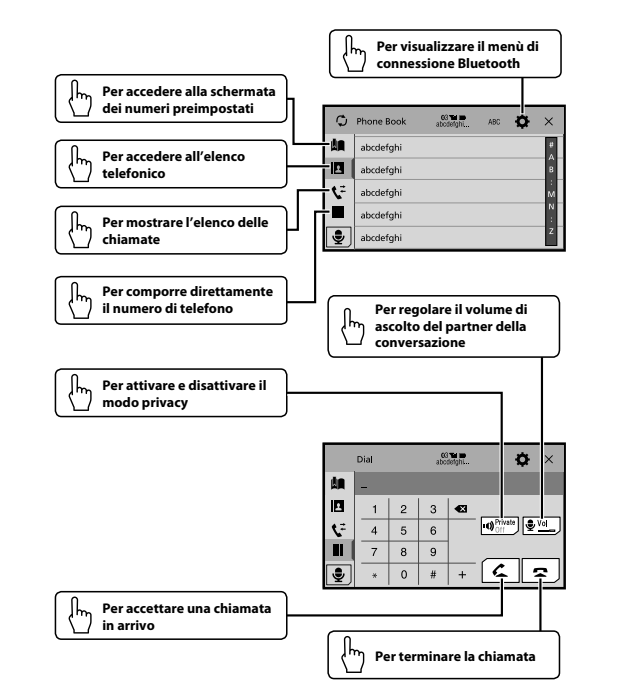 Per visualizzare il menù di
connessione Bluetooth
Per accedere alla schermata
dei numeri preimpostati
Per accedere all'elenco
telefonico
Per mostrare l'elenco delle
chiamate
Per comporre direttamente
il numero di telefono
Phone Book
abcdefghi...
ABC
abcdefghi
abcdefghi
abcdefghi
abcdefghi
abcdefghi
#
A
B
:
M
N
:
Z
Per regolare il volume di
ascolto del partner della
conversazione
Per attivare e disattivare il
modo privacy
Dial
abcdefghi...
_
1 2 3
4 5 6
7 8 9
* 0 # +
Private
Off
Vol
Per accettare una chiamata
in arrivo
Per terminare la chiamata